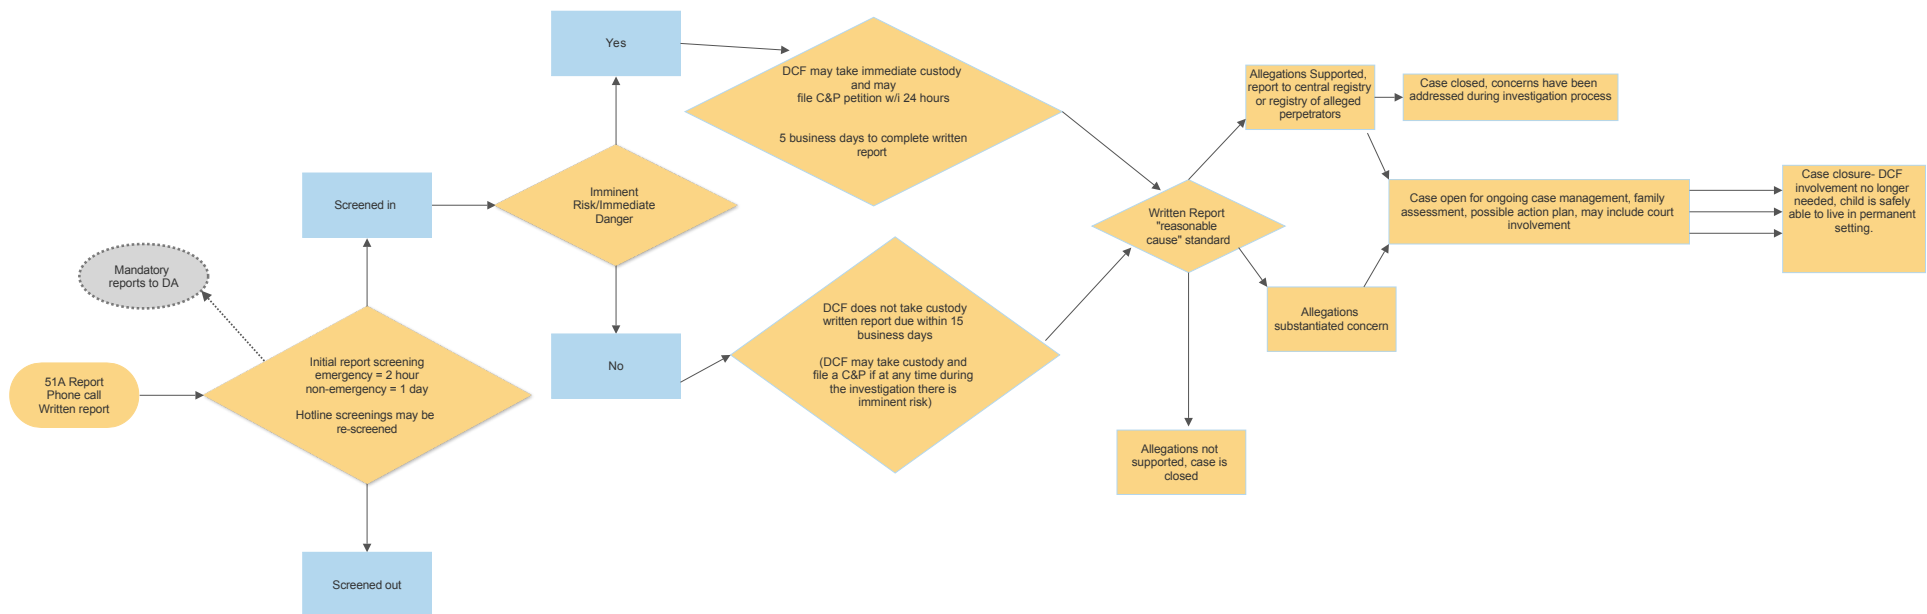 51A Report
Phone call
Written report
Mandatory
reports to DA
Initial report screening
emergency = 2 hour
non-emergency = 1 day
Hotline screenings may be
re-screened
Screened in
Screened out
Imminent
Risk/Immediate
Danger
Yes
No
DCF may take immediate custody
and may
file C&P petition w/i 24 hours
5 business days to complete written
report
DCF does not take custody
written report due within 15
business days
(DCF may take custody and
file a C&P if at any time during
the investigation there is
imminent risk)
Written Report
"reasonable
cause" standard
Allegations Supported,
report to central registry
or registry of alleged
perpetrators
Case closed, concerns have been
addressed during investigation process
Case open for ongoing case management, family
assessment, possible action plan, may include court
involvement
Allegations
substantiated concern
Allegations not
supported, case is
closed
Case closure- DCF
involvement no longer
needed, child is safely
able to live in permanent
setting.